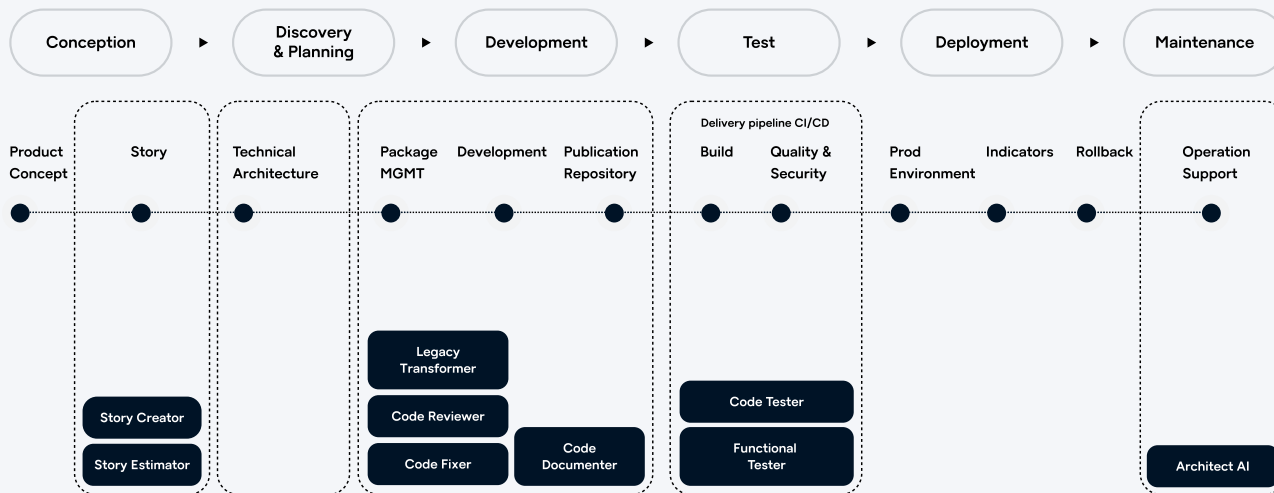 Conception
Discovery
& Planning
Development
Test
Deployment
Maintenance
Delivery pipeline CI/CD
Product
Concept
Story
Technical
Architecture
Package
MGMT
Development
Publication
Repository
Build
Quality &
Security
Prod
Environment
Indicators
Rollback
Operation
Support
Legacy
Transformer
Story Creator
Code Reviewer
Code Tester
Story Estimator
Code Fixer
Code
Documenter
Functional
Tester
Architect AI